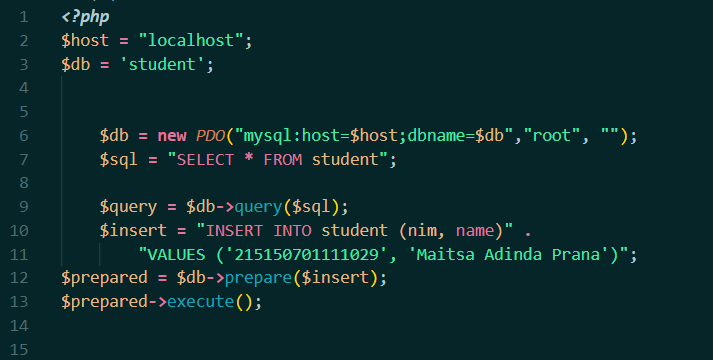 1 <?php
2 $host = "localhost";
3 $db = 'student';
4
5
6 $db = new PDO("mysql:host=$host;dbname=$db","root", "");
7 $sql = "SELECT * FROM student";
8
9 $query = $db->query($sql);
10 $insert = "INSERT INTO student (nim, name)" .
11 "VALUES ('215150701111029', 'Maitsa Adinda Prana')";
12 $prepared = $db->prepare($insert);
13 $prepared->execute();
14
15